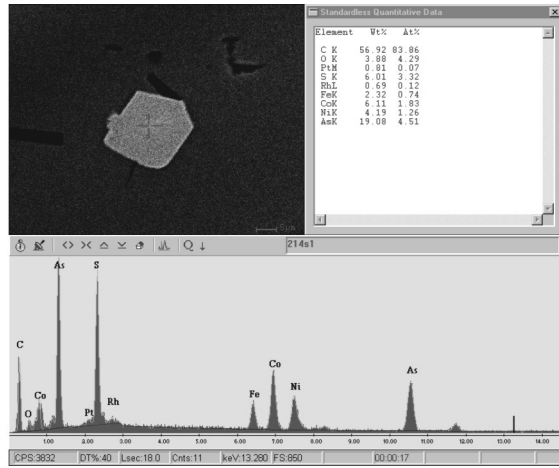 Standardless Quantitative Data
Element Wt% At%
C K 56.92 83.86
O K 3.88 4.29
PtM 0.81 0.07
S K 6.01 3.32
RhL 0.69 0.12
FeK 2.32 0.74
CoK 6.11 1.83
NiK 4.19 1.26
AsK 19.08 4.51
214s1
As S
C
O Co Pt Rh Fe Co Ni As
1.00 2.00 3.00 4.00 5.00 6.00 7.00 8.00 9.00 10.00 11.00 12.00 13.00 14.00
CPS:3832 DT%:40 Lsec:18.0 Cnts:11 keV:13.280 FS:850 00:00:17